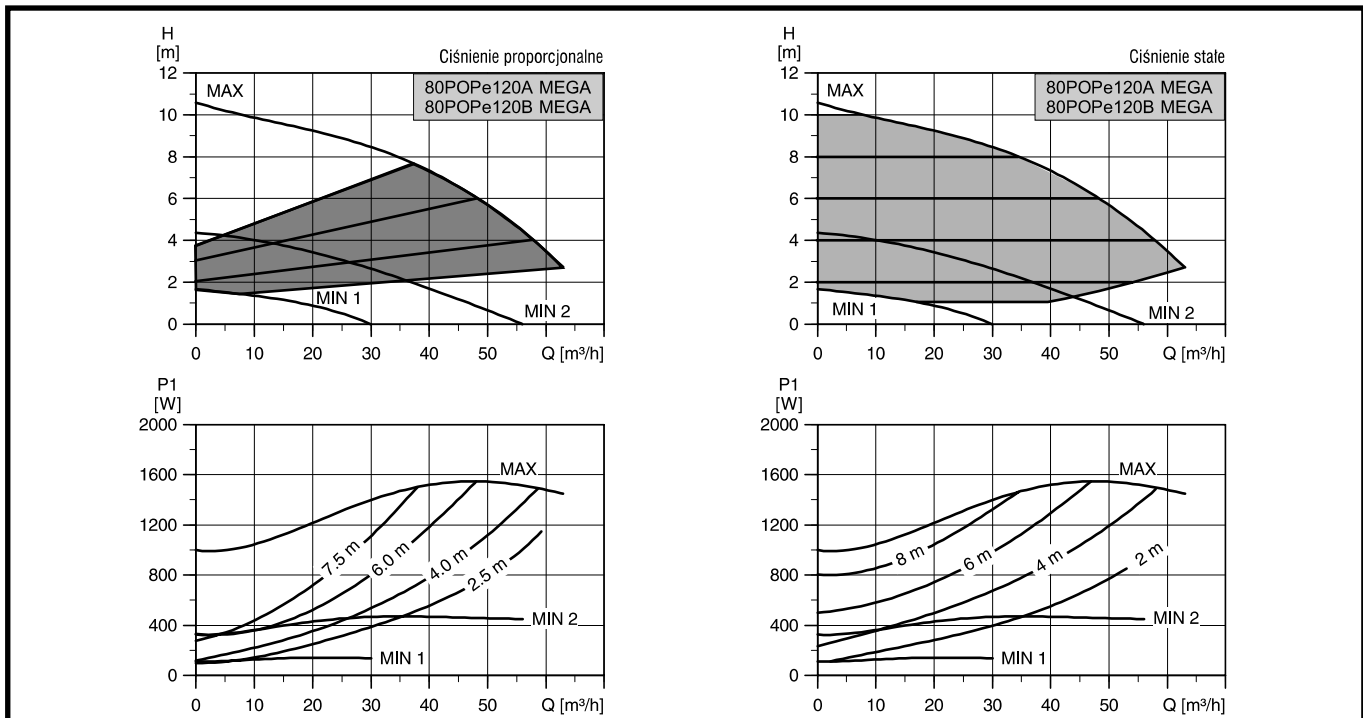 H
[m]
Ciśnienie proporcjonalne
80POPe120A MEGA
80POPe120B MEGA
12
10
8
6
4
2
0
MAX
MIN 1
MIN 2
0 10 20 30 40 50 Q [m³/h]
H
[m]
Ciśnienie stałe
80POPe120A MEGA
80POPe120B MEGA
12
10
8
6
4
2
0
MAX
MIN 1
MIN 2
0 10 20 30 40 50 Q [m³/h]
P1
[W]
2000
1600
1200
800
400
0
MAX
7.5 m
6.0 m
4.0 m
2.5 m
MIN 2
MIN 1
0 10 20 30 40 50 Q [m³/h]
P1
[W]
2000
1600
1200
800
400
0
MAX
8 m
6 m
4 m
2 m
MIN 2
MIN 1
0 10 20 30 40 50 Q [m³/h]